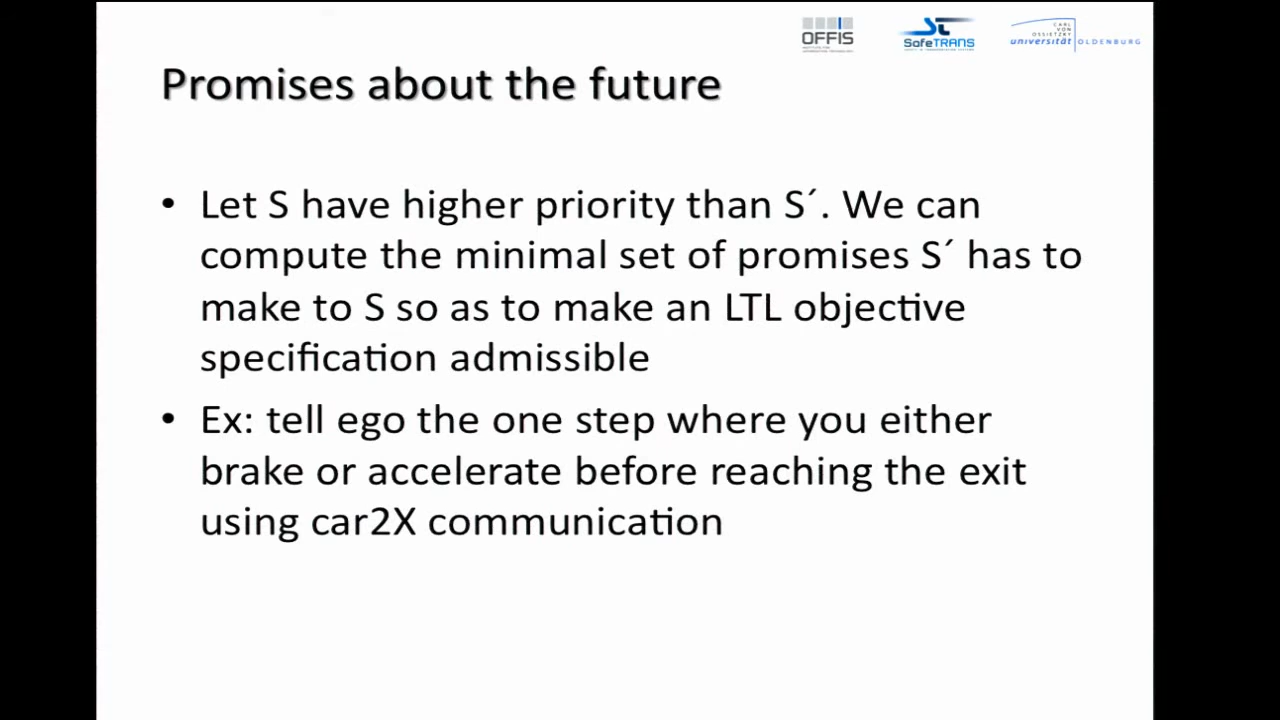 OFFIS
SafeTRANS
CARL
VON
OSSIETZKY
universität OLDENBURG
Promises about the future
• Let S have higher priority than S´. We can
compute the minimal set of promises S´ has to
make to S so as to make an LTL objective
specification admissible
• Ex: tell ego the one step where you either
brake or accelerate before reaching the exit
using car2X communication